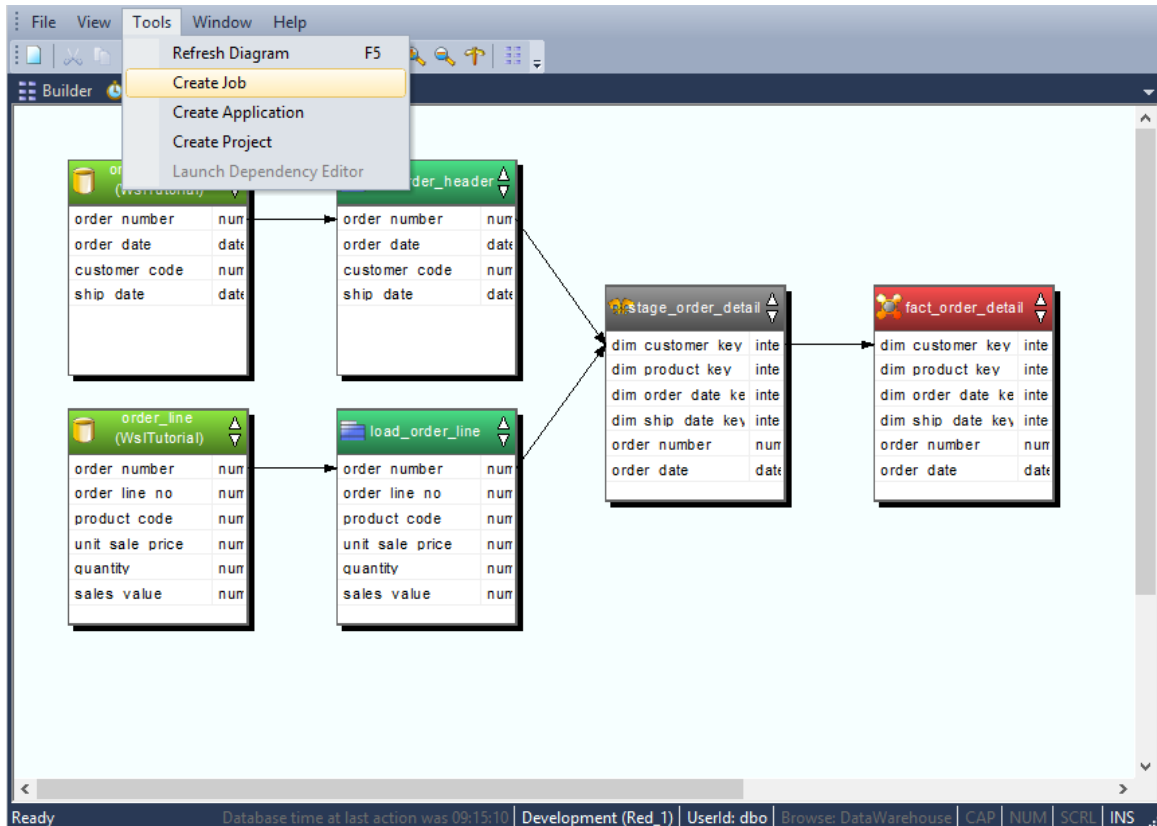 File View Tools Window Help
Refresh Diagram F5
Create Job
Create Application
Create Project
Launch Dependency Editor
Builder
order_header
order number num
order date date
customer code num
ship date date
order number num
order date date
customer code num
ship date date
order_line
(WslTutorial)
order number num
order line no num
product code num
unit sale price num
quantity num
sales value num
load_order_line
order number num
order line no num
product code num
unit sale price num
quantity num
sales value num
stage_order_detail
dim customer key inte
dim product key inte
dim order date ke inte
dim ship date key inte
order number num
order date date
fact_order_detail
dim customer key inte
dim product key inte
dim order date ke inte
dim ship date key inte
order number num
order date date
Ready Database time at last action was 09:15:10 Development (Red_1) UserId: dbo Browse: DataWarehouse CAP NUM SCRL INS